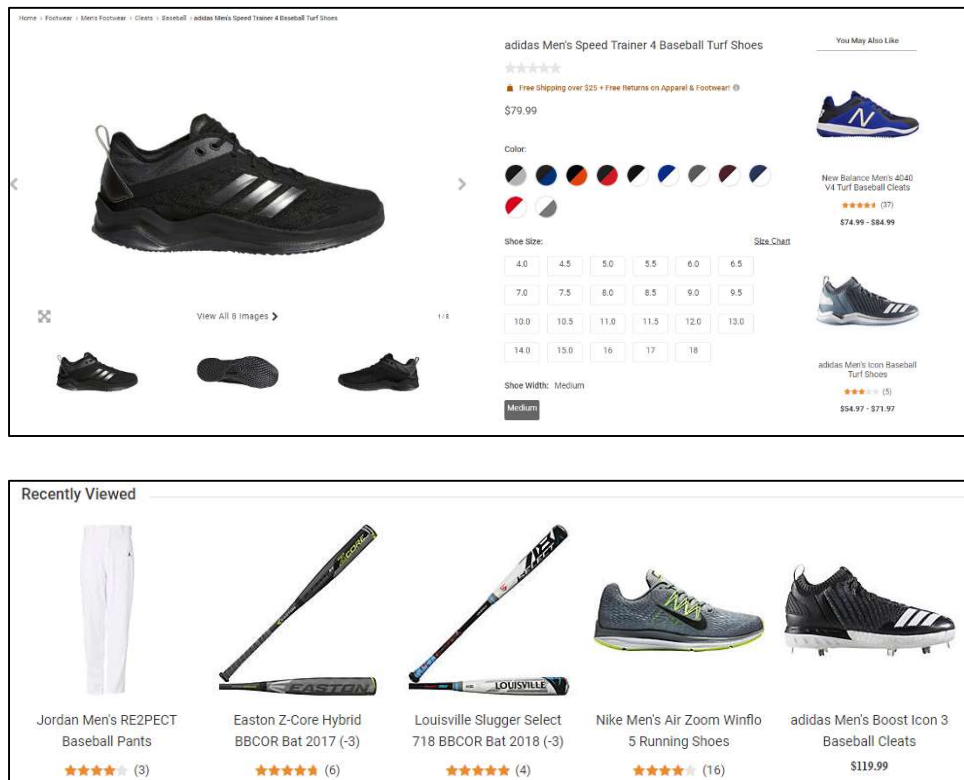 Home › Footwear › Men's Footwear › Cleats › Baseball › adidas Men's Speed Trainer 4 Baseball Turf Shoes
adidas Men's Speed Trainer 4 Baseball Turf Shoes
Free Shipping over $25 + Free Returns on Apparel & Footwear!
$79.99
Color:
Shoe Size:
Size Chart
4.0 4.5 5.0 5.5 6.0 6.5
7.0 7.5 8.0 8.5 9.0 9.5
10.0 10.5 11.0 11.5 12.0 13.0
14.0 15.0 16 17 18
Shoe Width: Medium
Medium
View All 8 Images
1/8
You May Also Like
New Balance Men's 4040
V4 Turf Baseball Cleats
(37)
$74.99 - $84.99
adidas Men's Icon Baseball
Turf Shoes
(5)
$54.97 - $71.97
Recently Viewed
Z-CORE
EASTON
SELECT
LOUISVILLE
Jordan Men's RE2PECT
Baseball Pants
(3)
Easton Z-Core Hybrid
BBCOR Bat 2017 (-3)
(6)
Louisville Slugger Select
718 BBCOR Bat 2018 (-3)
(4)
Nike Men's Air Zoom Winflo
5 Running Shoes
(16)
adidas Men's Boost Icon 3
Baseball Cleats
$119.99